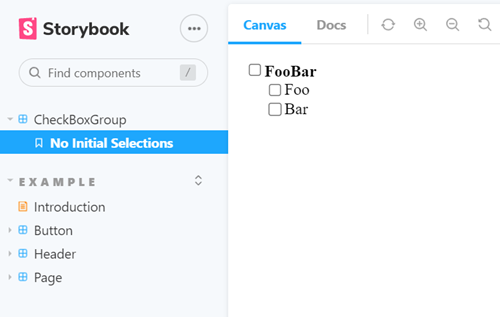 Storybook
Find components /
CheckBoxGroup
No Initial Selections
EXAMPLE
Introduction
Button
Header
Page
Canvas Docs
FooBar
Foo
Bar